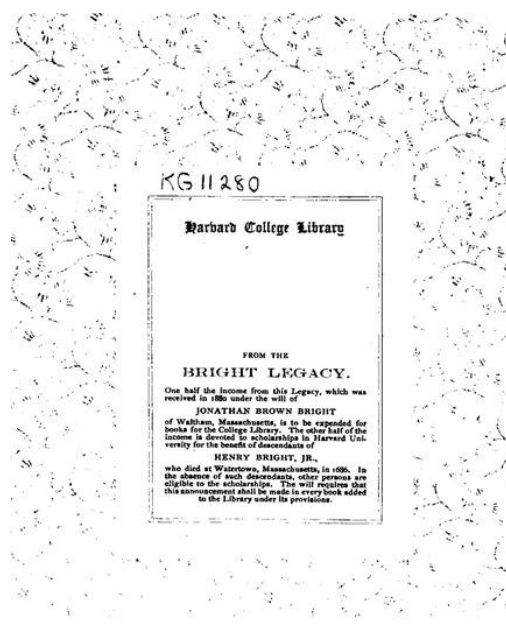 KG11280
Harvard College Library
FROM THE
BRIGHT LEGACY.
One half the income from this Legacy, which was
received in 1880 under the will of
JONATHAN BROWN BRIGHT
of Waltham, Massachusetts, is to be expended for
books for the College Library. The other half of the
income is devoted to scholarships in Harvard Uni-
versity for the benefit of descendants of
HENRY BRIGHT, JR.,
who died at Watertown, Massachusetts, in 1686. In
the absence of such descendants, other persons are
eligible to the scholarships. The will requires that
this announcement shall be made in every book added
to the Library under its provisions.